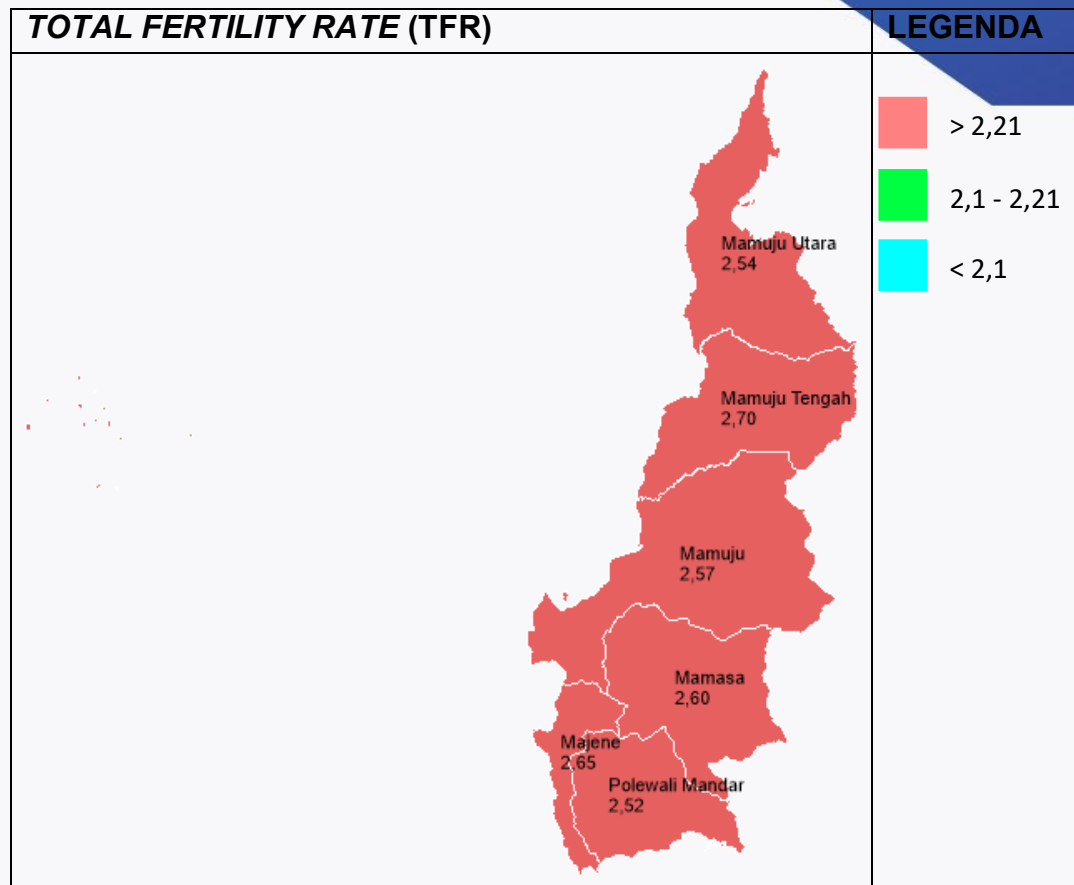 TOTAL FERTILITY RATE (TFR)
LEGENDA
> 2,21
2,1 - 2,21
< 2,1
Mamuju Utara
2,54
Mamuju Tengah
2,70
Mamuju
2,57
Mamasa
2,60
Majene
2,65
Polewali Mandar
2,52